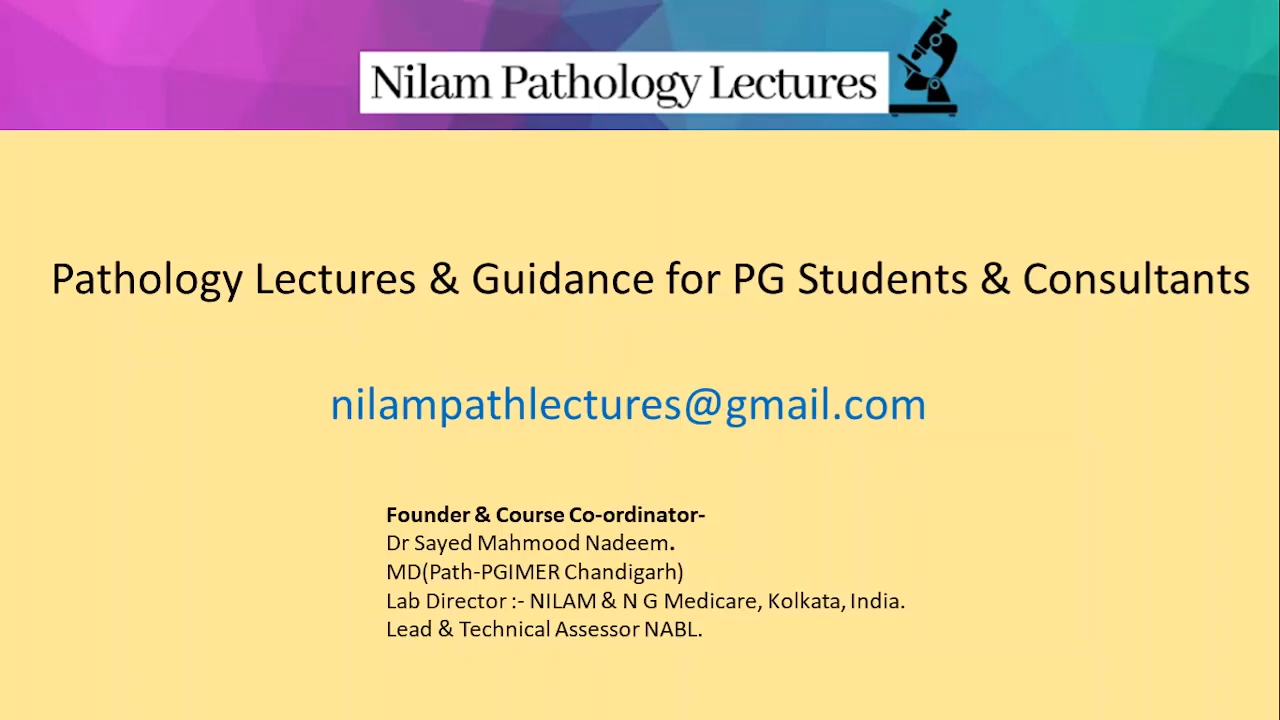 Nilam Pathology Lectures
Pathology Lectures & Guidance for PG Students & Consultants
nilampathlectures@gmail.com
Founder & Course Co-ordinator-
Dr Sayed Mahmood Nadeem.
MD(Path-PGIMER Chandigarh)
Lab Director :- NILAM & N G Medicare, Kolkata, India.
Lead & Technical Assessor NABL.